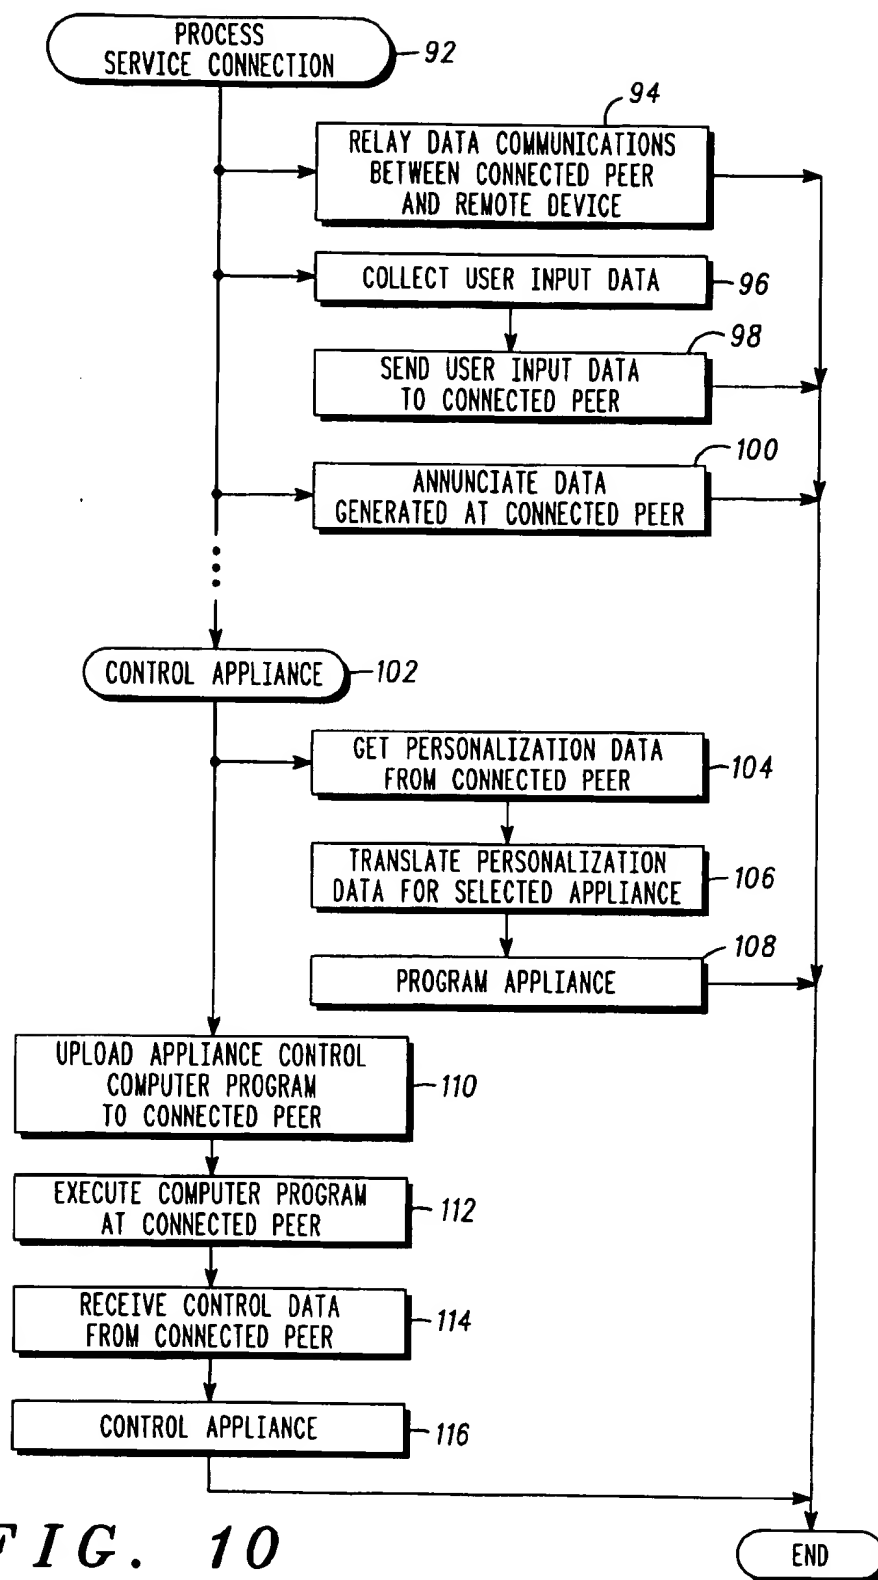 PROCESS
SERVICE CONNECTION
92
94
RELAY DATA COMMUNICATIONS
BETWEEN CONNECTED PEER
AND REMOTE DEVICE
COLLECT USER INPUT DATA
96
98
SEND USER INPUT DATA
TO CONNECTED PEER
100
ANNUNCIATE DATA
GENERATED AT CONNECTED PEER
CONTROL APPLIANCE
102
GET PERSONALIZATION DATA
FROM CONNECTED PEER
104
TRANSLATE PERSONALIZATION
DATA FOR SELECTED APPLIANCE
106
108
PROGRAM APPLIANCE
UPLOAD APPLIANCE CONTROL
COMPUTER PROGRAM
TO CONNECTED PEER
110
EXECUTE COMPUTER PROGRAM
AT CONNECTED PEER
112
RECEIVE CONTROL DATA
FROM CONNECTED PEER
114
CONTROL APPLIANCE
116
FIG. 10
END